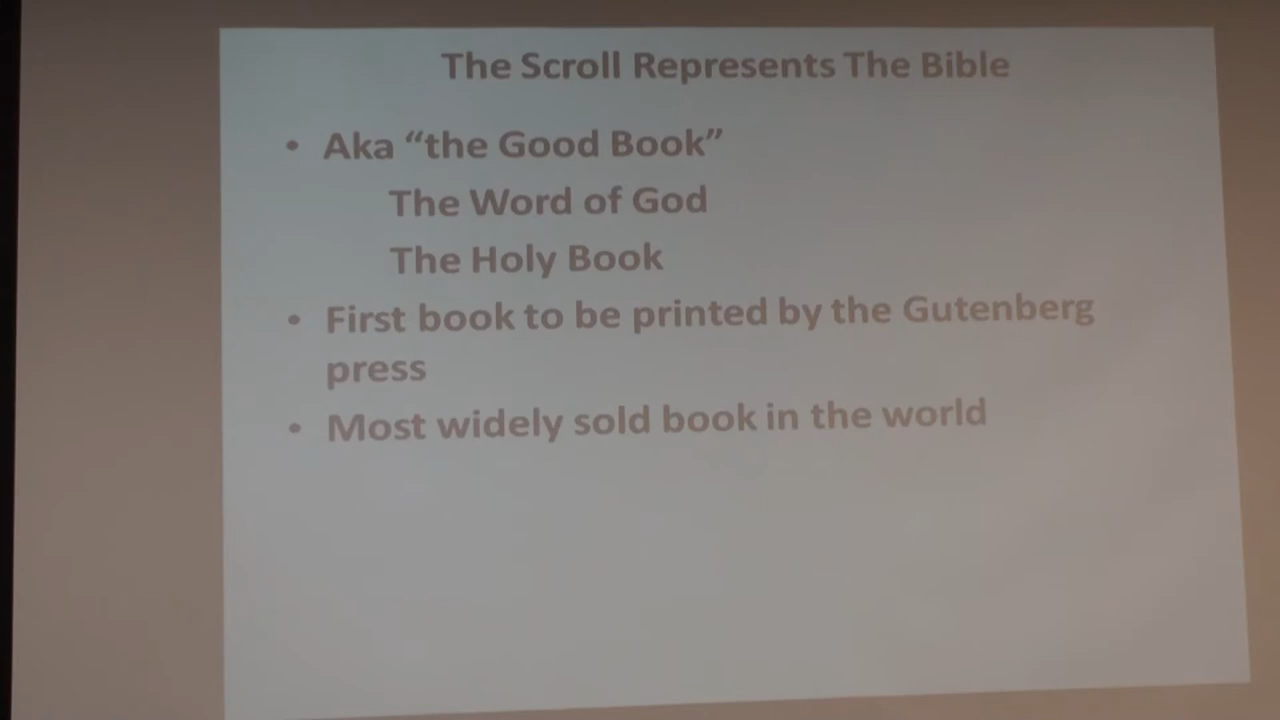 The Scroll Represents The Bible
• Aka “the Good Book”
The Word of God
The Holy Book
• First book to be printed by the Gutenberg
press
• Most widely sold book in the world